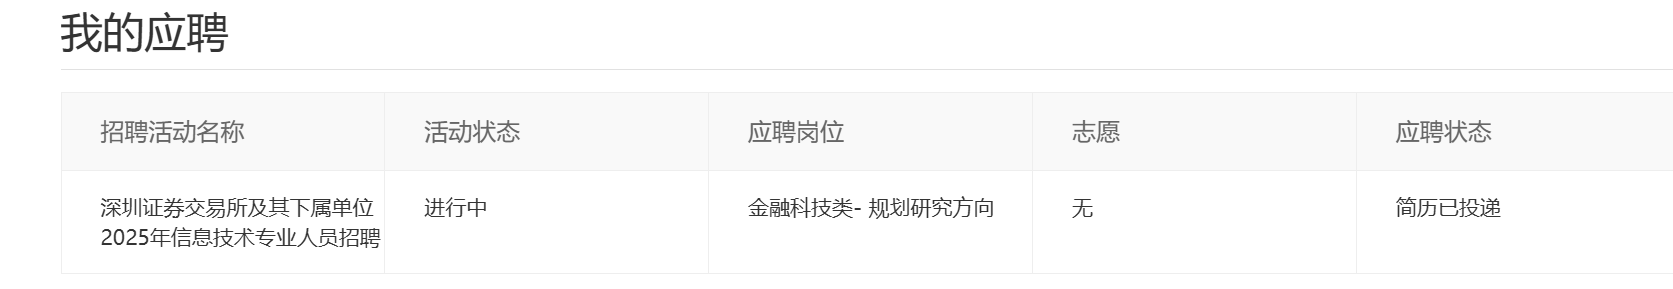 我的应聘
招聘活动名称 活动状态 应聘岗位 志愿 应聘状态
深圳证券交易所及其下属单位 进行中 金融科技类- 规划研究方向 无 简历已投递
2025年信息技术专业人员招聘